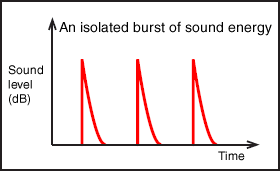 An isolated burst of sound energy
Sound
level
(dB)
Time